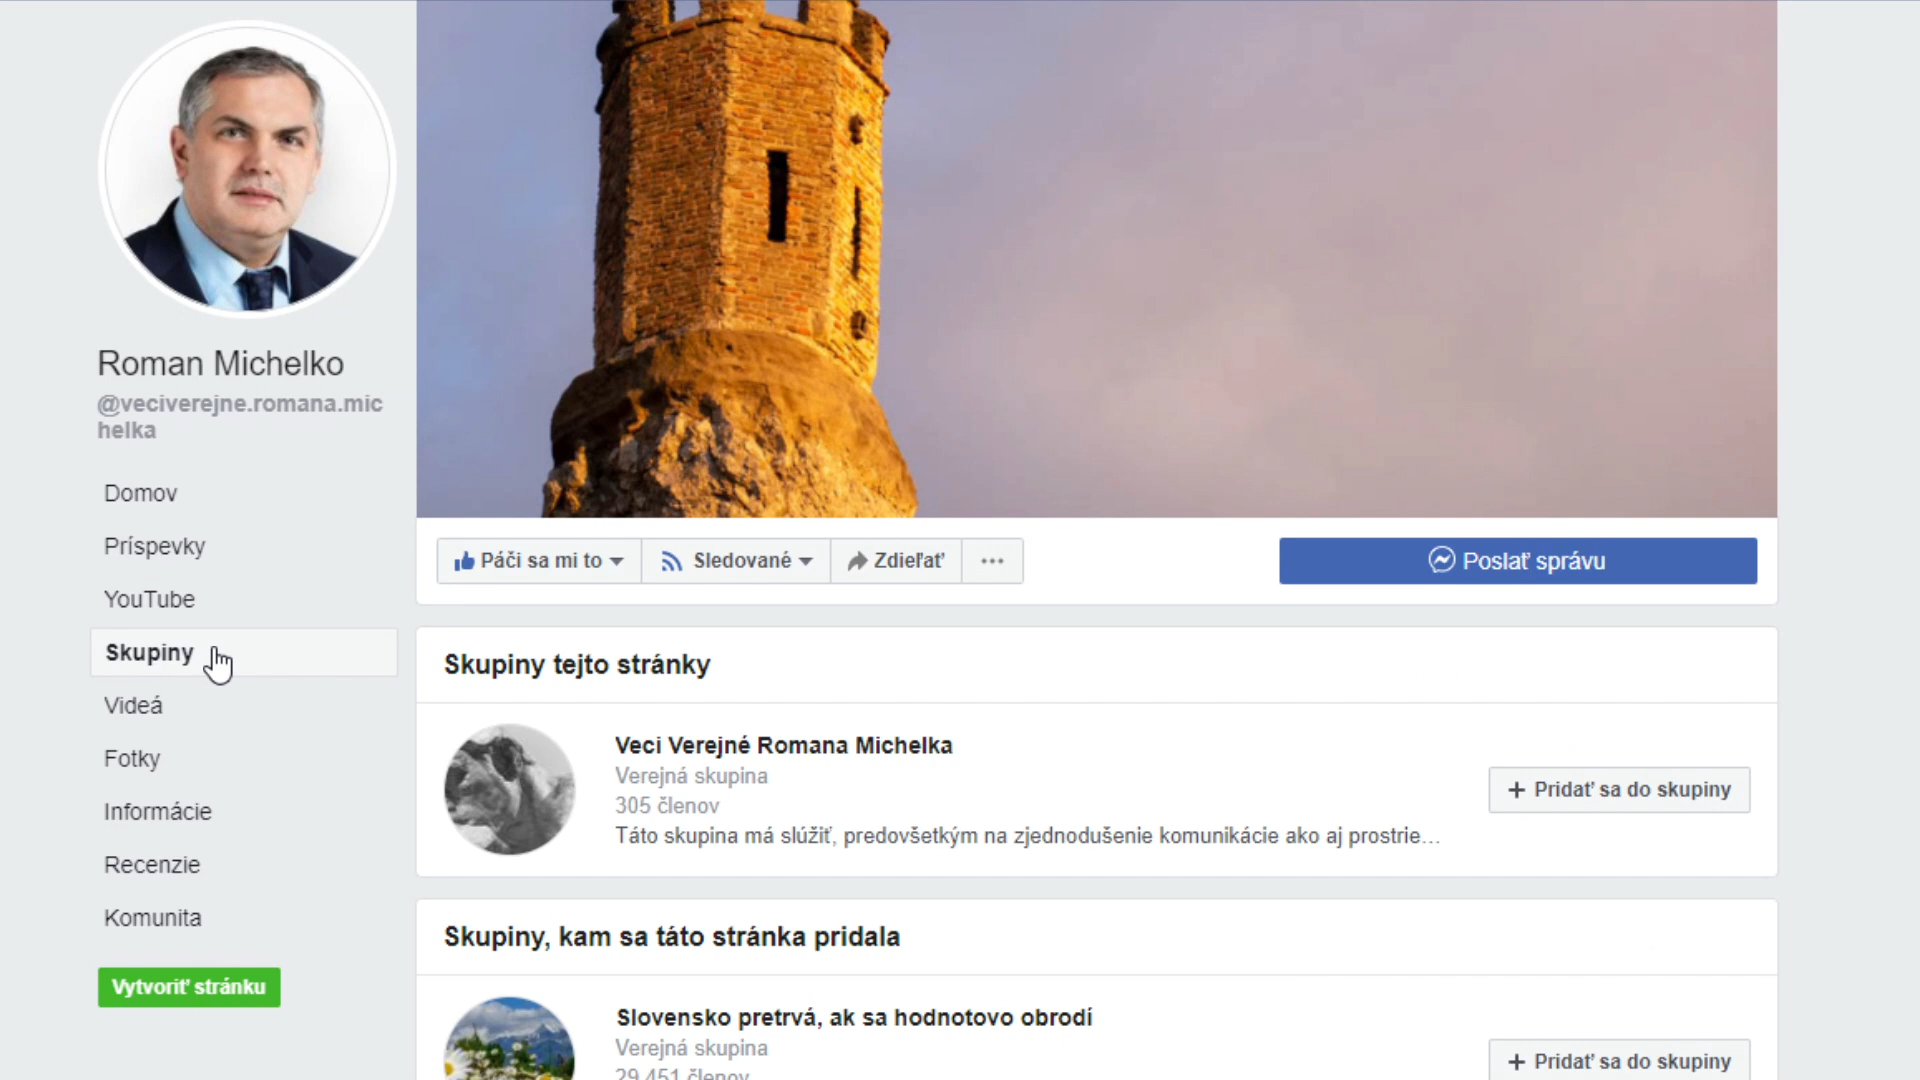 Roman Michelko
@veciverejne.romana.mic
helka
Domov
Príspevky
YouTube
Skupiny
Videá
Fotky
Informácie
Recenzie
Komunita
Vytvoriť stránku
Páči sa mi to
Sledované
Zdieľať
Poslať správu
Skupiny tejto stránky
Veci Verejné Romana Michelka
Verejná skupina
305 členov
Táto skupina má slúžiť, predovšetkým na zjednodušenie komunikácie ako aj prostrie...
+ Pridať sa do skupiny
Skupiny, kam sa táto stránka pridala
Slovensko pretrvá, ak sa hodnotovo obrodí
Verejná skupina
29 451 členov
+ Pridať sa do skupiny